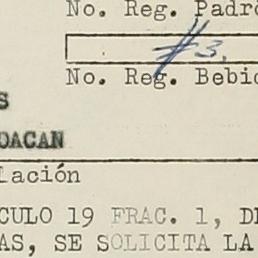 No. Reg. Padró
#3.
No. Reg. Bebid
S
OACAN
lación
CULO 19 FRAC. 1, DE
AS, SE SOLICITA LA